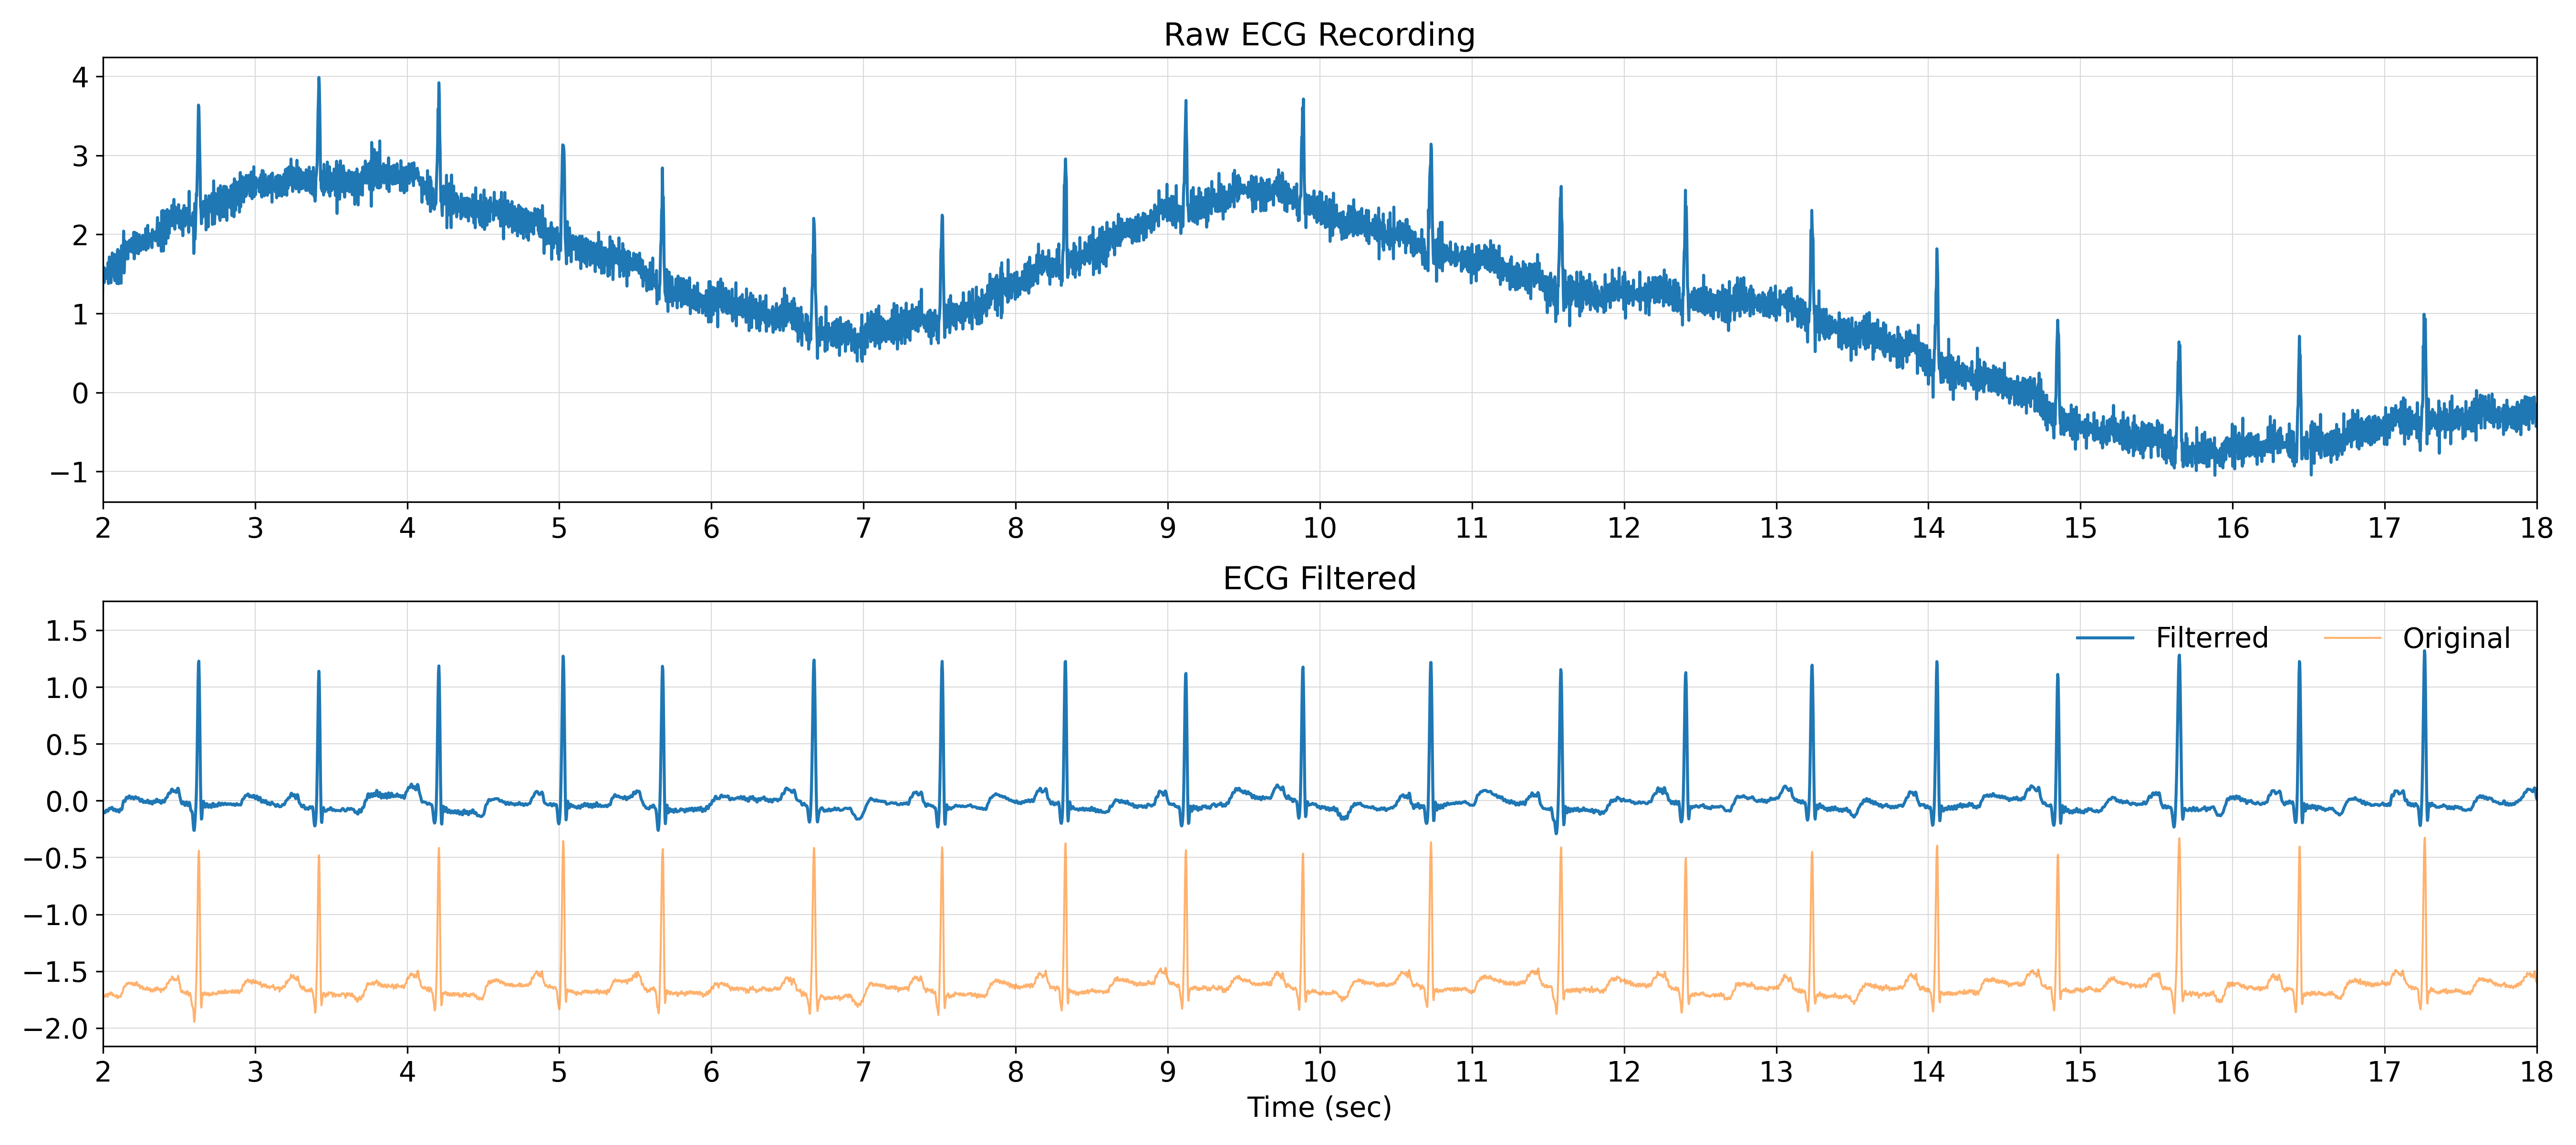 Raw ECG Recording
4
3
2
1
0
−1
2 3 4 5 6 7 8 9 10 11 12 13 14 15 16 17 18
ECG Filtered
Filterred Original
1.5
1.0
0.5
0.0
−0.5
−1.0
−1.5
−2.0
2 3 4 5 6 7 8 9 10 11 12 13 14 15 16 17 18
Time (sec)